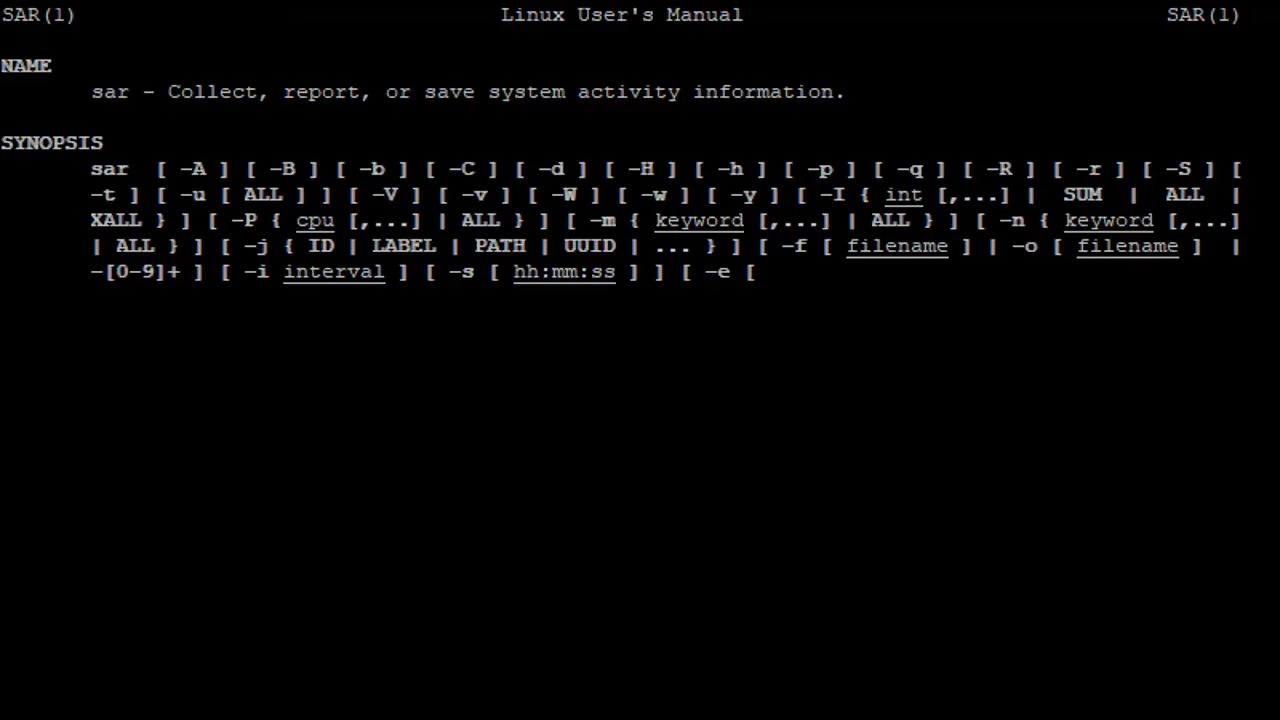 SAR(1) Linux User's Manual SAR(1)
NAME
sar - Collect, report, or save system activity information.
SYNOPSIS
sar [ -A ] [ -B ] [ -b ] [ -C ] [ -d ] [ -H ] [ -h ] [ -p ] [ -q ] [ -R ] [ -r ] [ -S ] [
-t ] [ -u [ ALL ] ] [ -V ] [ -v ] [ -W ] [ -w ] [ -y ] [ -I { int [,...] | SUM | ALL |
XALL } ] [ -P { cpu [,...] | ALL } ] [ -m { keyword [,...] | ALL } ] [ -n { keyword [,...]
| ALL } ] [ -j { ID | LABEL | PATH | UUID | ... } ] [ -f [ filename ] | -o [ filename ] |
-[0-9]+ ] [ -i interval ] [ -s [ hh:mm:ss ] ] [ -e [